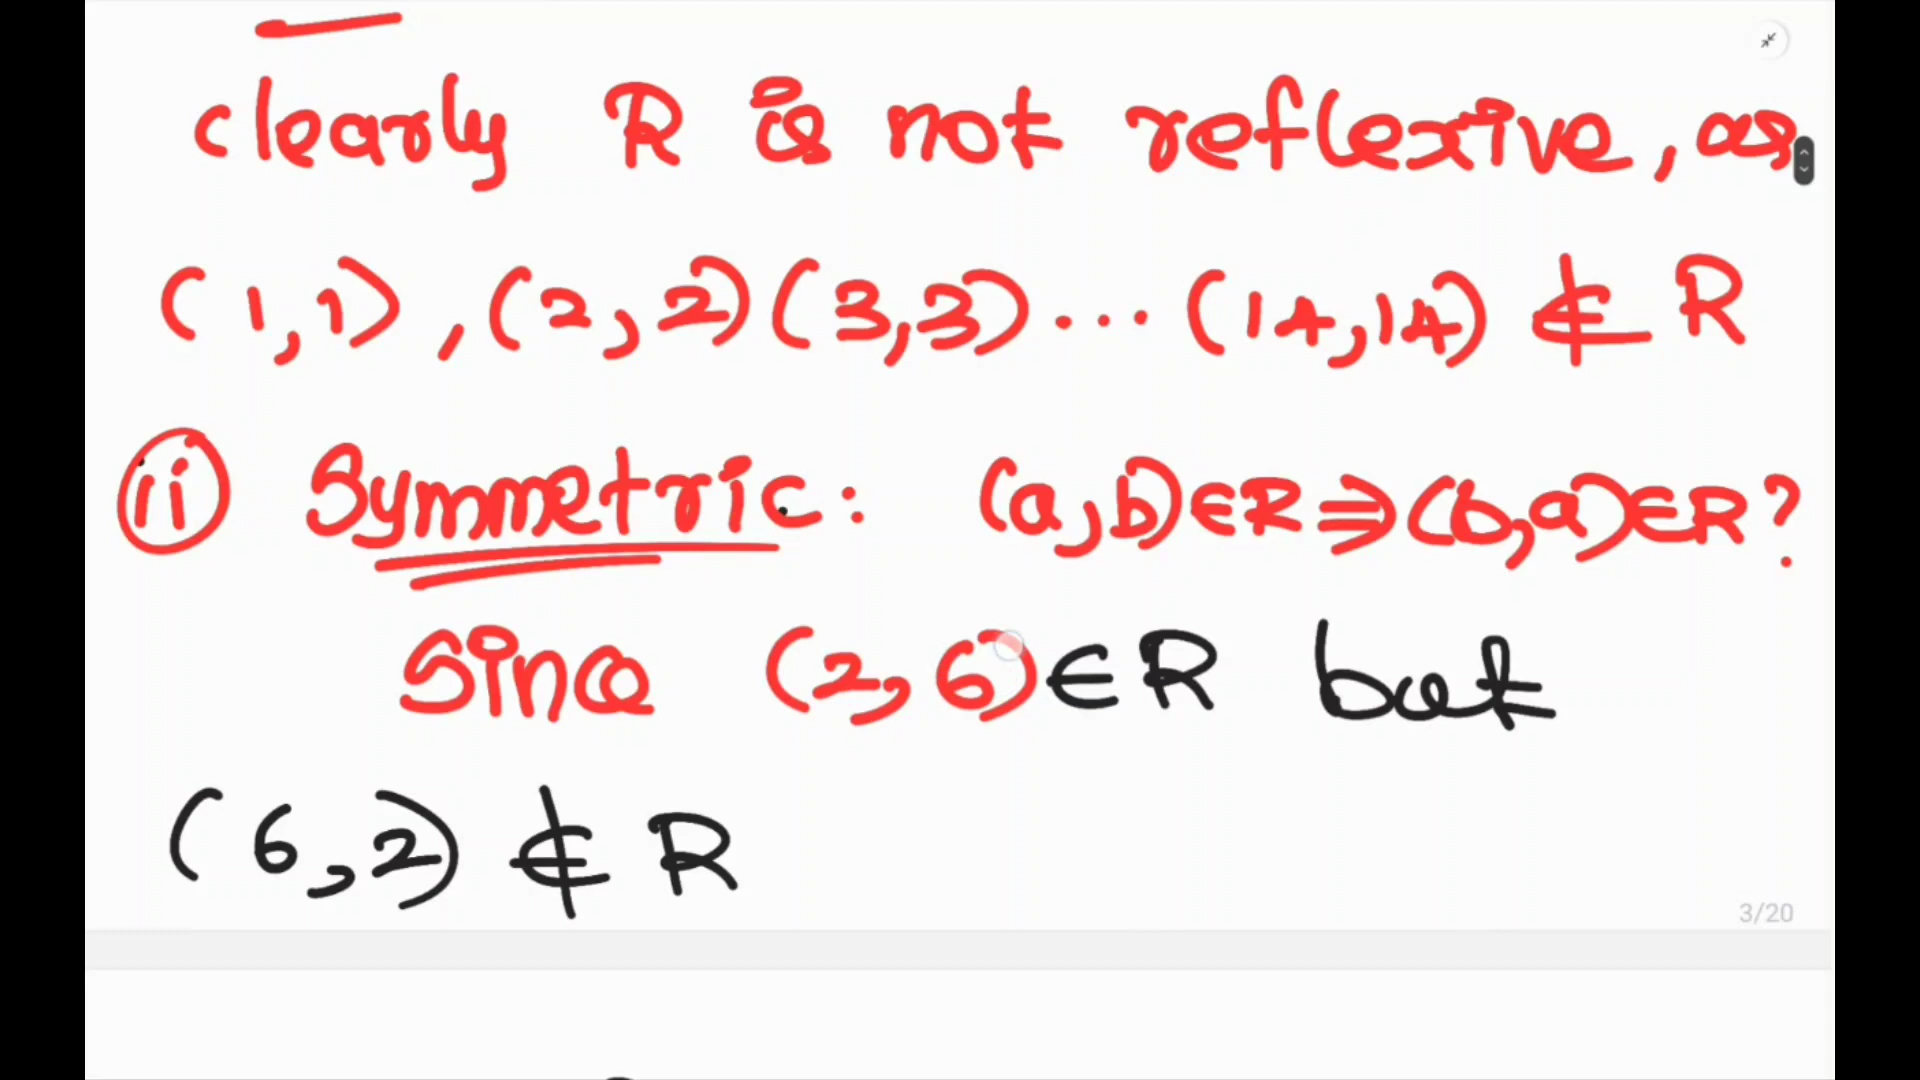 clearly R is not reflexive, as
(1,1), (2,2)(3,3)...(14,14) ∉ R
(ii) Symmetric: (a,b)∈R⇒(b,a)∈R?
Since (2,6)∈R but
(6,2) ∉ R
3/20